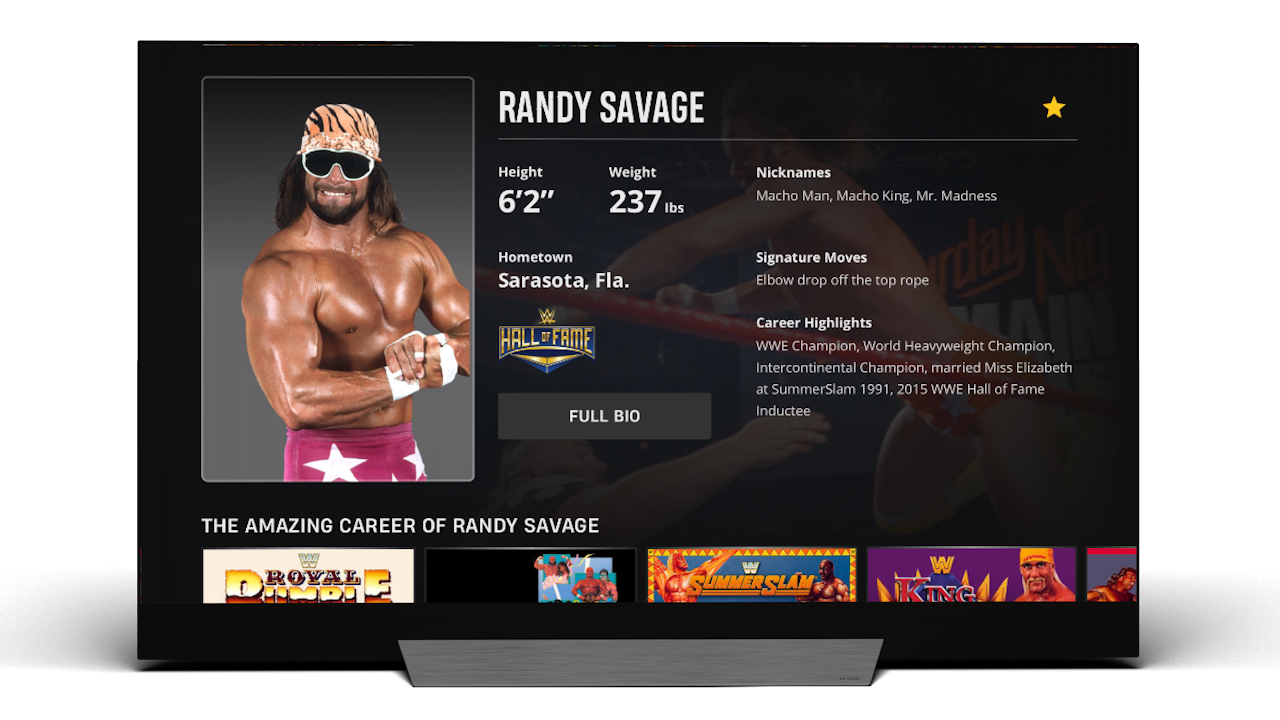 RANDY SAVAGE
Height
6’2”
Weight
237 lbs
Nicknames
Macho Man, Macho King, Mr. Madness
Hometown
Sarasota, Fla.
Signature Moves
Elbow drop off the top rope
HALL OF FAME
Career Highlights
WWE Champion, World Heavyweight Champion,
Intercontinental Champion, married Miss Elizabeth
at SummerSlam 1991, 2015 WWE Hall of Fame
Inductee
FULL BIO
THE AMAZING CAREER OF RANDY SAVAGE
ROYAL
RUMBLE
SUMMERSLAM
KING